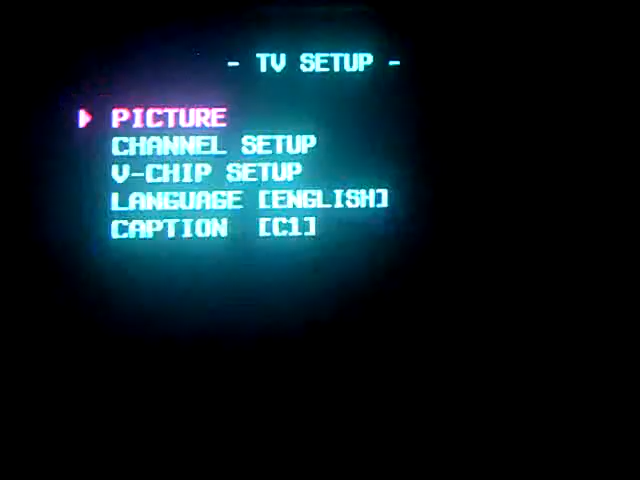 - TV SETUP -
PICTURE
CHANNEL SETUP
V-CHIP SETUP
LANGUAGE [ENGLISH]
CAPTION [C1]